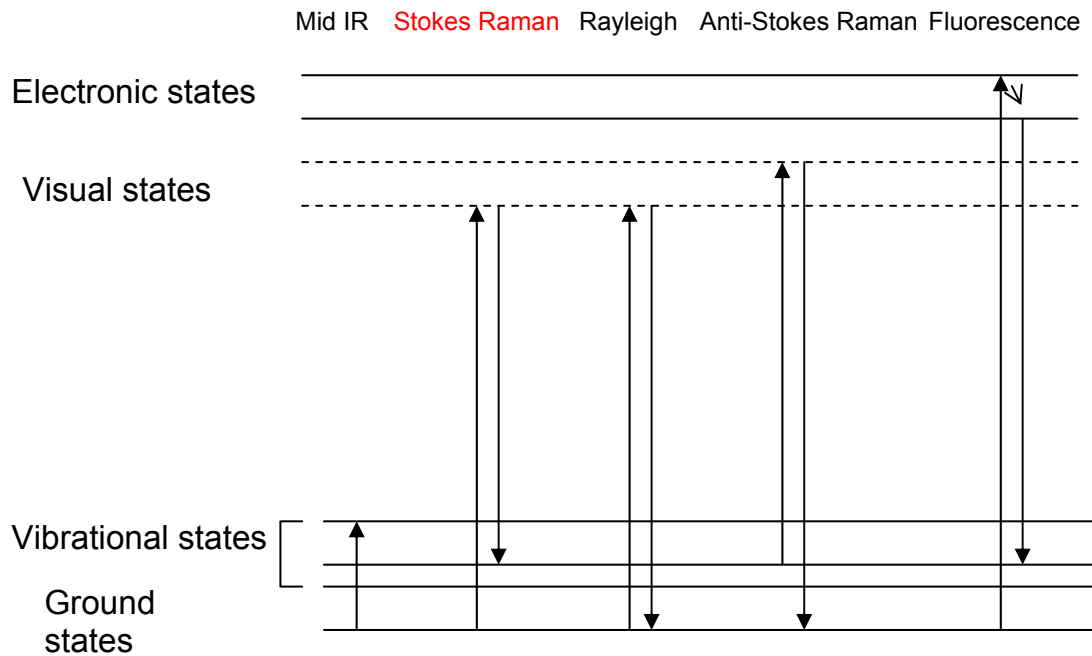 Mid IR Stokes Raman Rayleigh Anti-Stokes Raman Fluorescence
Electronic states
Visual states
Vibrational states
Ground
states